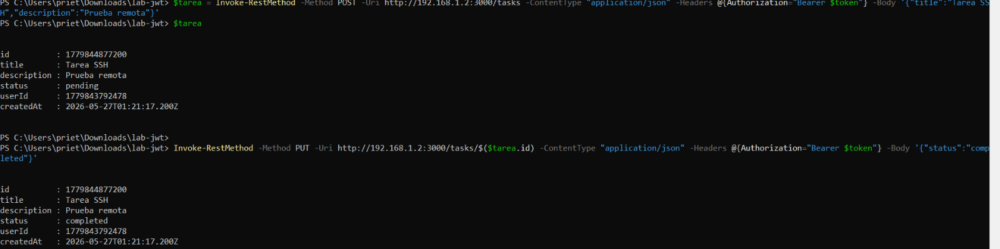 PS C:\Users\priet\Downloads\lab-jwt> $tarea = Invoke-RestMethod -Method POST -Uri http://192.168.1.2:3000/tasks -ContentType "application/json" -Headers @{Authorization="Bearer $token"} -Body '{"title":"Tarea SS
H","description":"Prueba remota"}'
PS C:\Users\priet\Downloads\lab-jwt> $tarea
id          : 1779844877200
title       : Tarea SSH
description : Prueba remota
status      : pending
userId      : 1779843792478
createdAt   : 2026-05-27T01:21:17.200Z
PS C:\Users\priet\Downloads\lab-jwt>
PS C:\Users\priet\Downloads\lab-jwt> Invoke-RestMethod -Method PUT -Uri http://192.168.1.2:3000/tasks/$($tarea.id) -ContentType "application/json" -Headers @{Authorization="Bearer $token"} -Body '{"status":"comp
leted"}'
id          : 1779844877200
title       : Tarea SSH
description : Prueba remota
status      : completed
userId      : 1779843792478
createdAt   : 2026-05-27T01:21:17.200Z